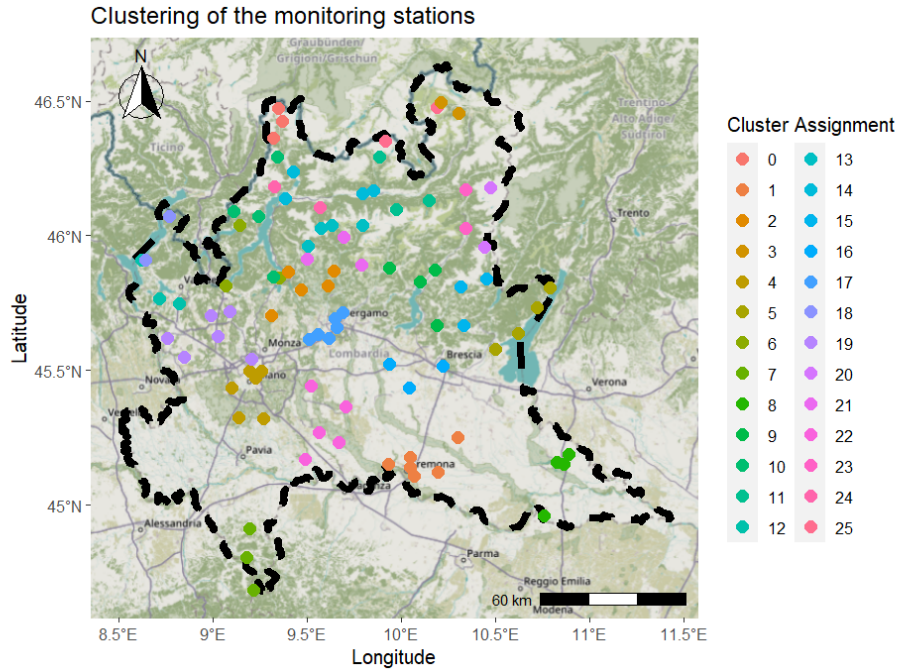 Clustering of the monitoring stations
Graubünden/
Grigioni/Grischun
N
Trentino-
Alto Adige/
Südtirol
Ticino
Trento
Bergamo
Monza
Lombardia
Brescia
Verona
Novara
Pavia
Alessandria
Parma
Reggio Emilia
Modena
60 km
46.5°N
46°N
45.5°N
45°N
Latitude
8.5°E 9°E 9.5°E 10°E 10.5°E 11°E 11.5°E
Longitude
Cluster Assignment
0 13
1 14
2 15
3 16
4 17
5 18
6 19
7 20
8 21
9 22
10 23
11 24
12 25